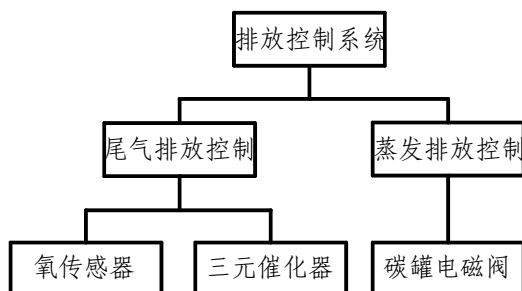 排放控制系统
尾气排放控制
蒸发排放控制
氧传感器
三元催化器
碳罐电磁阀